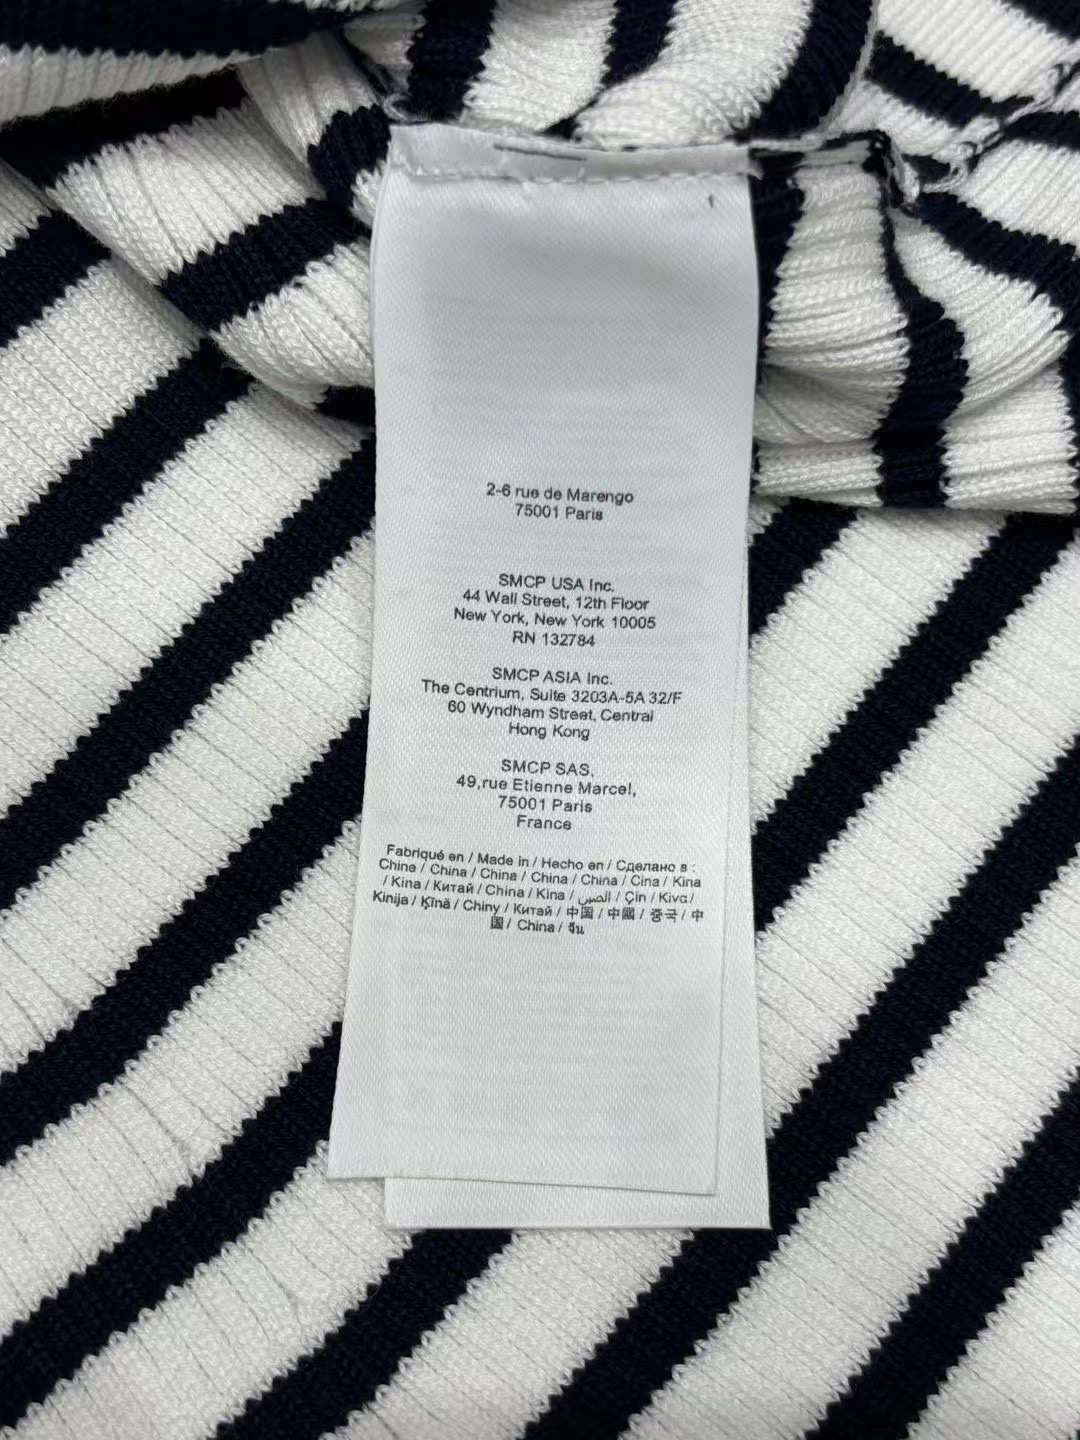 2-6 rue de Marengo
75001 Paris
SMCP USA Inc.
44 Wall Street, 12th Floor
New York, New York 10005
RN 132784
SMCP ASIA Inc.
The Centrium, Suite 3203A-5A 32/F
60 Wyndham Street, Central
Hong Kong
SMCP SAS,
49,rue Etienne Marcel,
75001 Paris
France
Fabriqué en / Made in / Hecho en / Сделано в :
Chine / China / China / China / China / Cina / Kina
/ Kina / Китай / China / Kina / الصين / Çin / Kίνα /
Kinija / Ķīnā / Chiny / Китай / 中国 / 中國 / 중국 / 中
国 / China / จีน